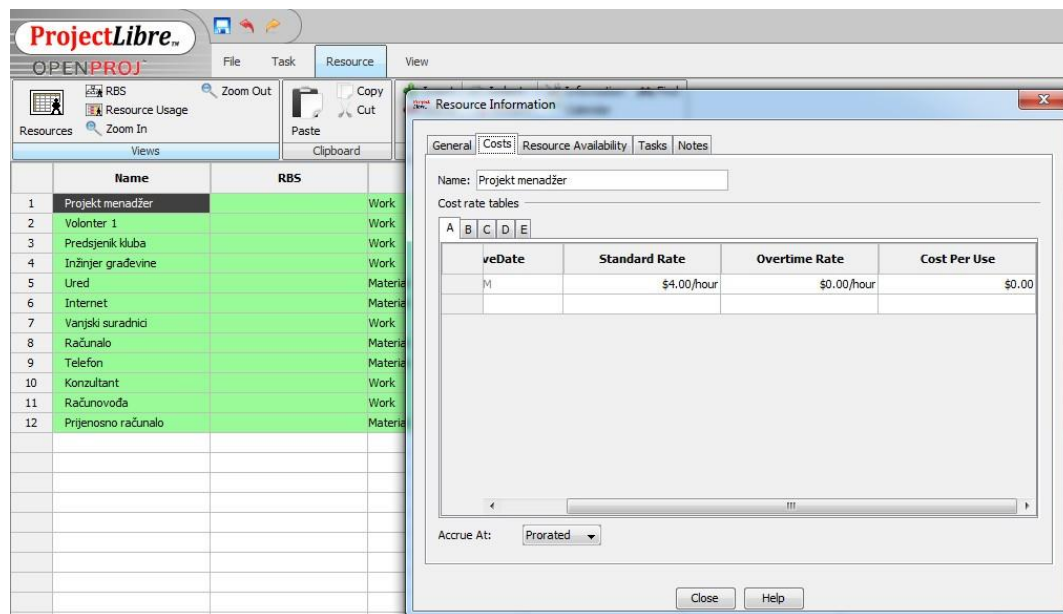 ProjectLibre™
OPENPROJ
File Task Resource View
RBS
Resource Usage
Resources Zoom In
Zoom Out
Views
Copy
Cut
Paste
Clipboard
Name RBS
1 Projekt menadžer Work
2 Volonter 1 Work
3 Predsjenik kluba Work
4 Inžinjer građevine Work
5 Ured Materia
6 Internet Materia
7 Vanjski suradnici Work
8 Računalo Materia
9 Telefon Materia
10 Konzultant Work
11 Računovođa Work
12 Prijenosno računalo Materia
Resource Information
General Costs Resource Availability Tasks Notes
Name: Projekt menadžer
Cost rate tables
A B C D E
veDate Standard Rate Overtime Rate Cost Per Use
M $4.00/hour $0.00/hour $0.00
Accrue At: Prorated
Close Help